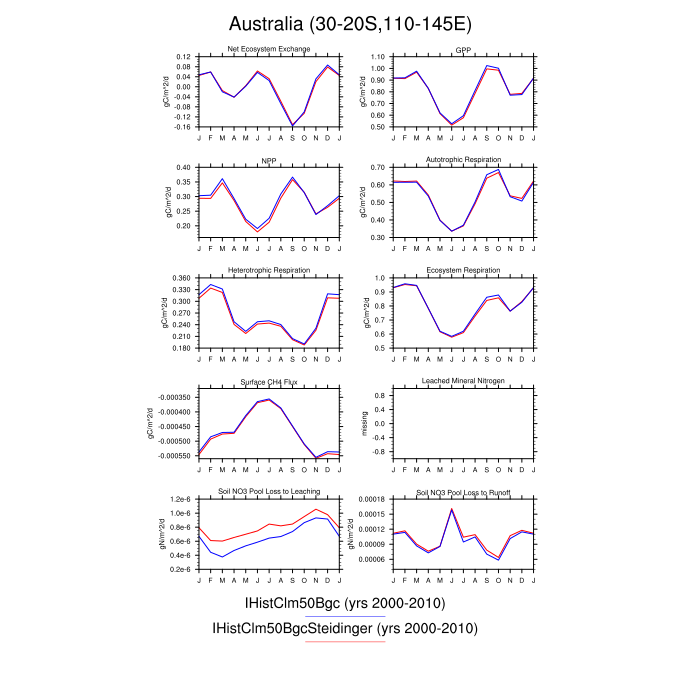 Australia (30-20S,110-145E)
Net Ecosystem Exchange
GPP
gC/m^2/d
0.12
0.08
0.04
0.00
-0.04
-0.08
-0.12
-0.16
J F M A M J J A S O N D J
gC/m^2/d
1.10
1.00
0.90
0.80
0.70
0.60
0.50
J F M A M J J A S O N D J
NPP
Autotrophic Respiration
gC/m^2/d
0.40
0.35
0.30
0.25
0.20
J F M A M J J A S O N D J
gC/m^2/d
0.70
0.60
0.50
0.40
0.30
J F M A M J J A S O N D J
Heterotrophic Respiration
Ecosystem Respiration
gC/m^2/d
0.360
0.330
0.300
0.270
0.240
0.210
0.180
J F M A M J J A S O N D J
gC/m^2/d
1.0
0.9
0.8
0.7
0.6
0.5
J F M A M J J A S O N D J
Surface CH4 Flux
Leached Mineral Nitrogen
gC/m^2/d
-0.000350
-0.000400
-0.000450
-0.000500
-0.000550
J F M A M J J A S O N D J
missing
0.8
0.4
0.0
-0.4
-0.8
J F M A M J J A S O N D J
Soil NO3 Pool Loss to Leaching
Soil NO3 Pool Loss to Runoff
gN/m^2/d
1.2e-6
1.0e-6
0.8e-6
0.6e-6
0.4e-6
0.2e-6
J F M A M J J A S O N D J
gN/m^2/d
0.00018
0.00015
0.00012
0.00009
0.00006
J F M A M J J A S O N D J
IHistClm50Bgc (yrs 2000-2010)
IHistClm50BgcSteidinger (yrs 2000-2010)